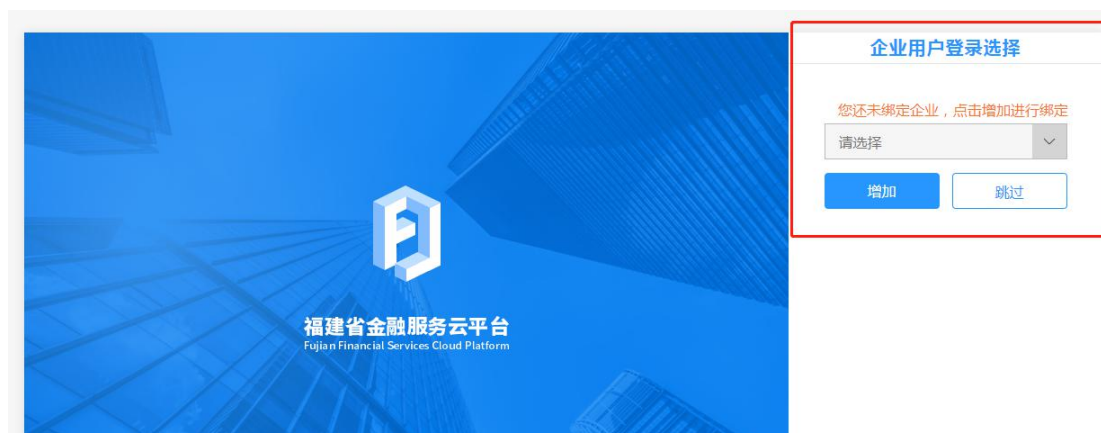 企业用户登录选择
您还未绑定企业，点击增加进行绑定
请选择
增加 跳过
福建省金融服务云平台
Fujian Financial Services Cloud Platform